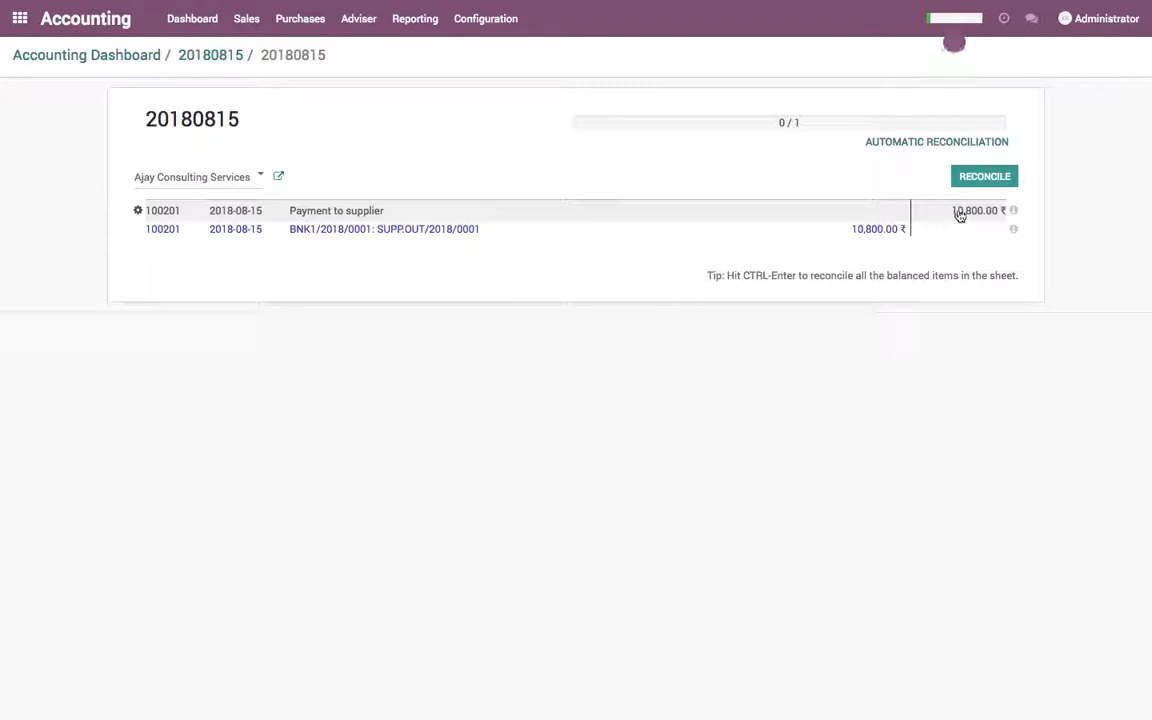 Accounting Dashboard Sales Purchases Adviser Reporting Configuration Administrator
Accounting Dashboard / 20180815 / 20180815
20180815
0 / 1
AUTOMATIC RECONCILIATION
Ajay Consulting Services
RECONCILE
100201 2018-08-15 Payment to supplier 10,800.00 ₹
100201 2018-08-15 BNK1/2018/0001: SUPP.OUT/2018/0001 10,800.00 ₹
Tip: Hit CTRL-Enter to reconcile all the balanced items in the sheet.